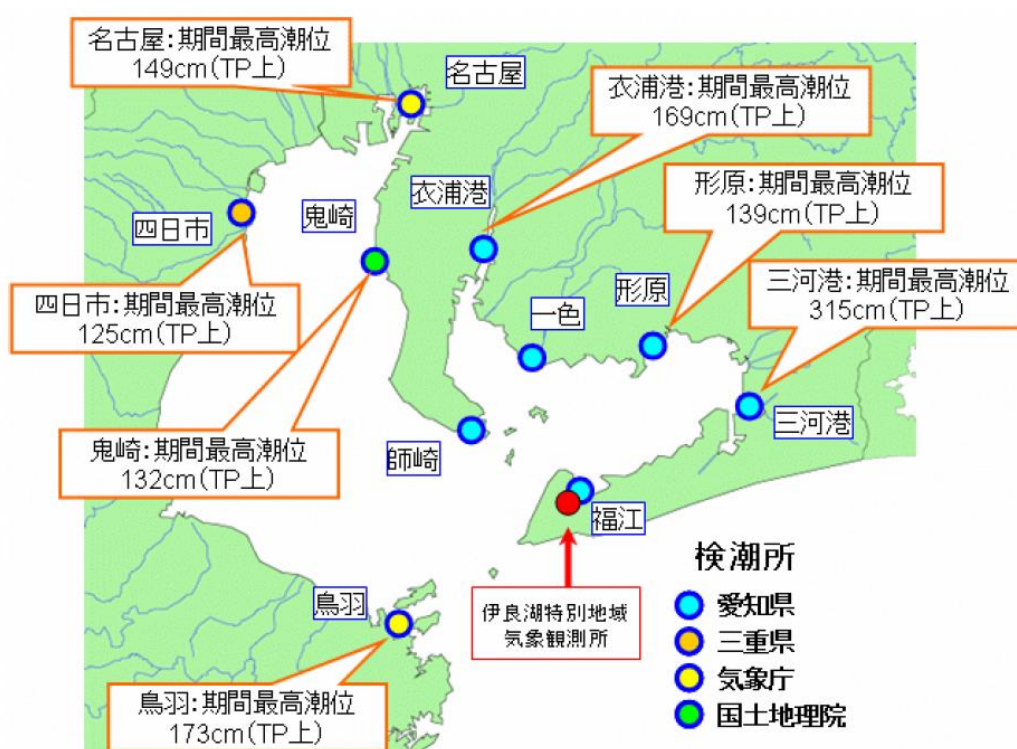 名古屋:期間最高潮位
149cm(TP上)
名古屋
衣浦港:期間最高潮位
169cm(TP上)
形原:期間最高潮位
139cm(TP上)
三河港:期間最高潮位
315cm(TP上)
四日市
鬼崎
衣浦港
四日市:期間最高潮位
125cm(TP上)
一色
形原
三河港
鬼崎:期間最高潮位
132cm(TP上)
師崎
福江
伊良湖特別地域
気象観測所
鳥羽
鳥羽:期間最高潮位
173cm(TP上)
検潮所
愛知県
三重県
気象庁
国土地理院